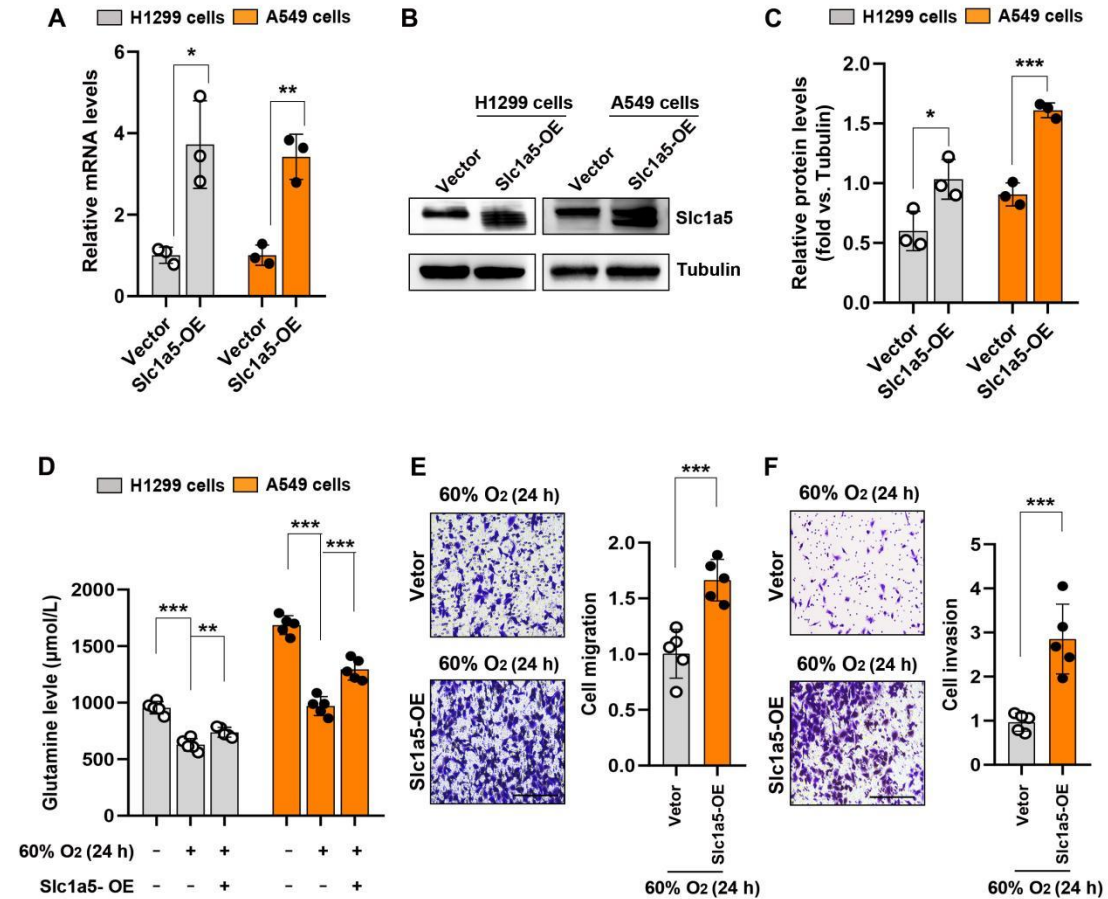 A
H1299 cells A549 cells
Relative mRNA levels
6
4
2
0
*
**
Vector
Slc1a5-OE
Vector
Slc1a5-OE
B
H1299 cells A549 cells
Vector
Slc1a5-OE
Vector
Slc1a5-OE
Slc1a5
Tubulin
C
H1299 cells A549 cells
Relative protein levels
(fold vs. Tubulin)
2.0
1.5
1.0
0.5
0.0
*
***
Vector
Slc1a5-OE
Vector
Slc1a5-OE
D
H1299 cells A549 cells
Glutamine levle (μmol/L)
2000
1500
1000
500
0
***
**
***
***
60% O2 (24 h) - + + - + +
Slc1a5- OE - - + - - +
E
60% O2 (24 h)
Vetor
60% O2 (24 h)
Slc1a5-OE
Cell migration
2.0
1.5
1.0
0.5
0.0
***
Vetor
Slc1a5-OE
60% O2 (24 h)
F
60% O2 (24 h)
Vetor
60% O2 (24 h)
Slc1a5-OE
Cell invasion
5
4
3
2
1
0
***
Vetor
Slc1a5-OE
60% O2 (24 h)